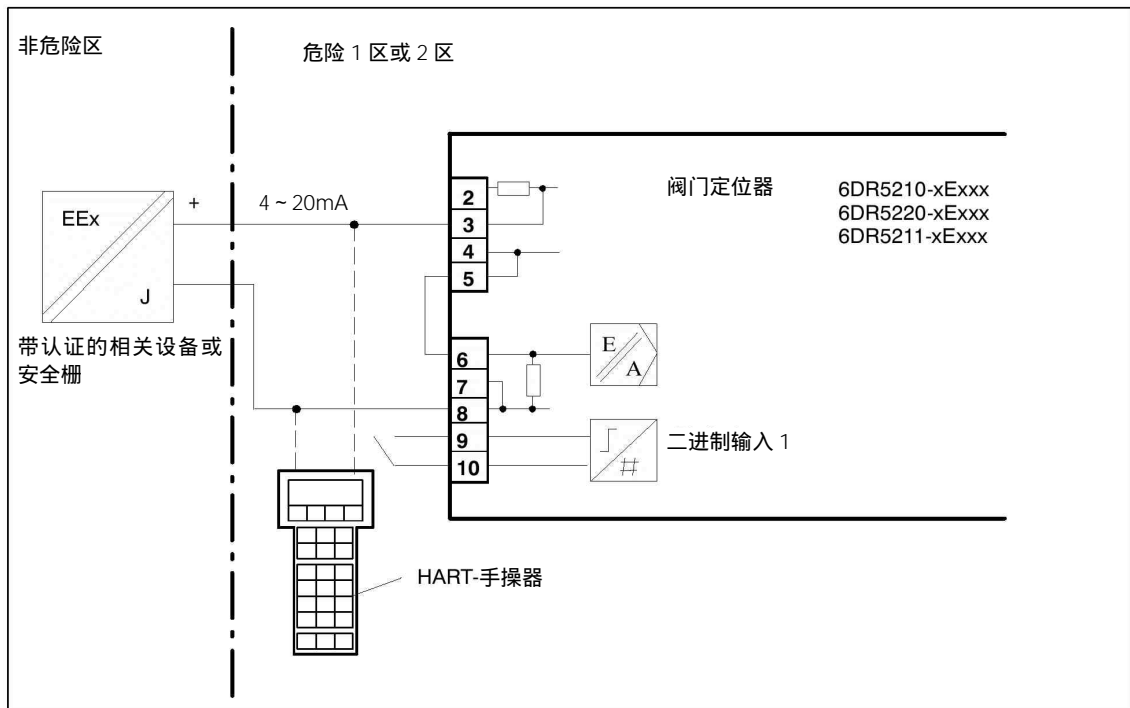 非危险区
危险 1 区或 2 区
阀门定位器
6DR5210-xExxx
6DR5220-xExxx
6DR5211-xExxx
EEx
J
+
4 ~ 20mA
带认证的相关设备或
安全栅
2
3
4
5
6
7
8
9
10
E
A
二进制输入 1
#
HART-手操器